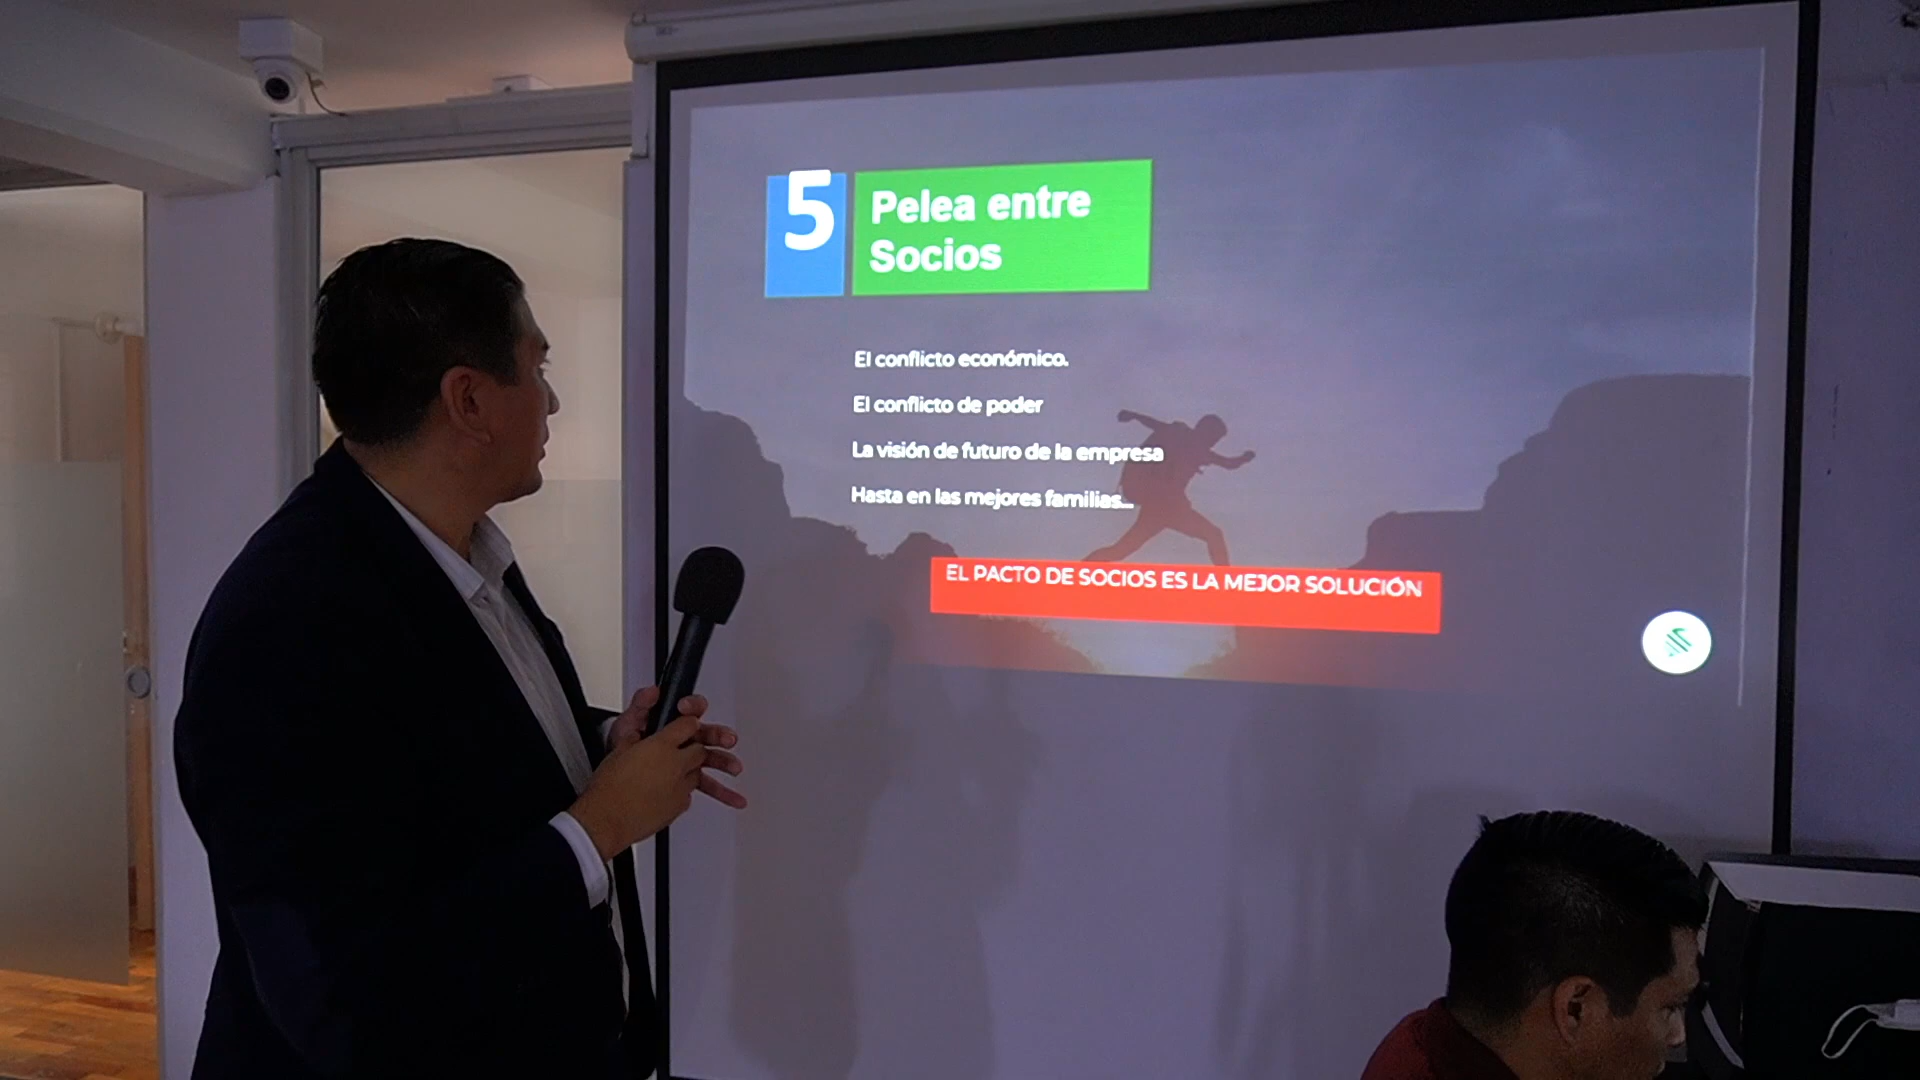 5
Pelea entre
Socios
El conflicto económico.
El conflicto de poder
La visión de futuro de la empresa
Hasta en las mejores familias...
EL PACTO DE SOCIOS ES LA MEJOR SOLUCIÓN